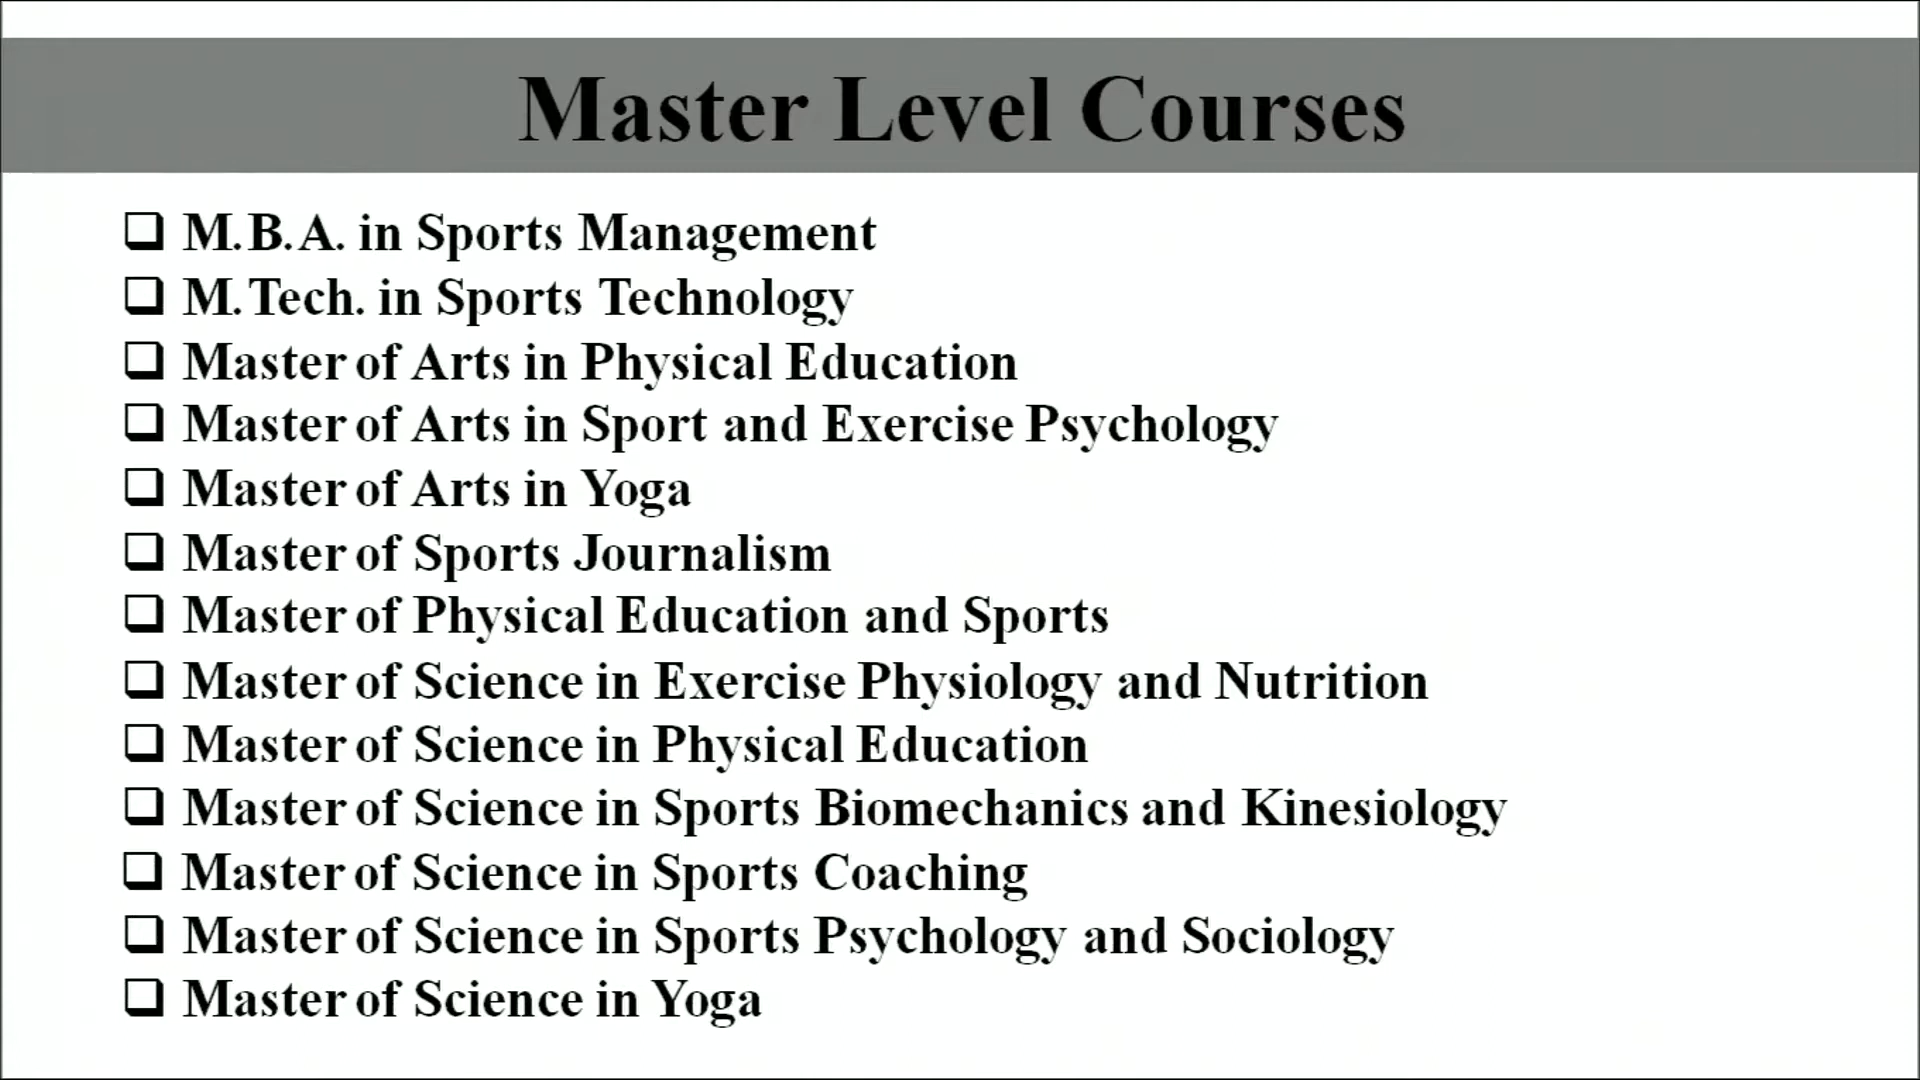 Master Level Courses
M.B.A. in Sports Management
M.Tech. in Sports Technology
Master of Arts in Physical Education
Master of Arts in Sport and Exercise Psychology
Master of Arts in Yoga
Master of Sports Journalism
Master of Physical Education and Sports
Master of Science in Exercise Physiology and Nutrition
Master of Science in Physical Education
Master of Science in Sports Biomechanics and Kinesiology
Master of Science in Sports Coaching
Master of Science in Sports Psychology and Sociology
Master of Science in Yoga